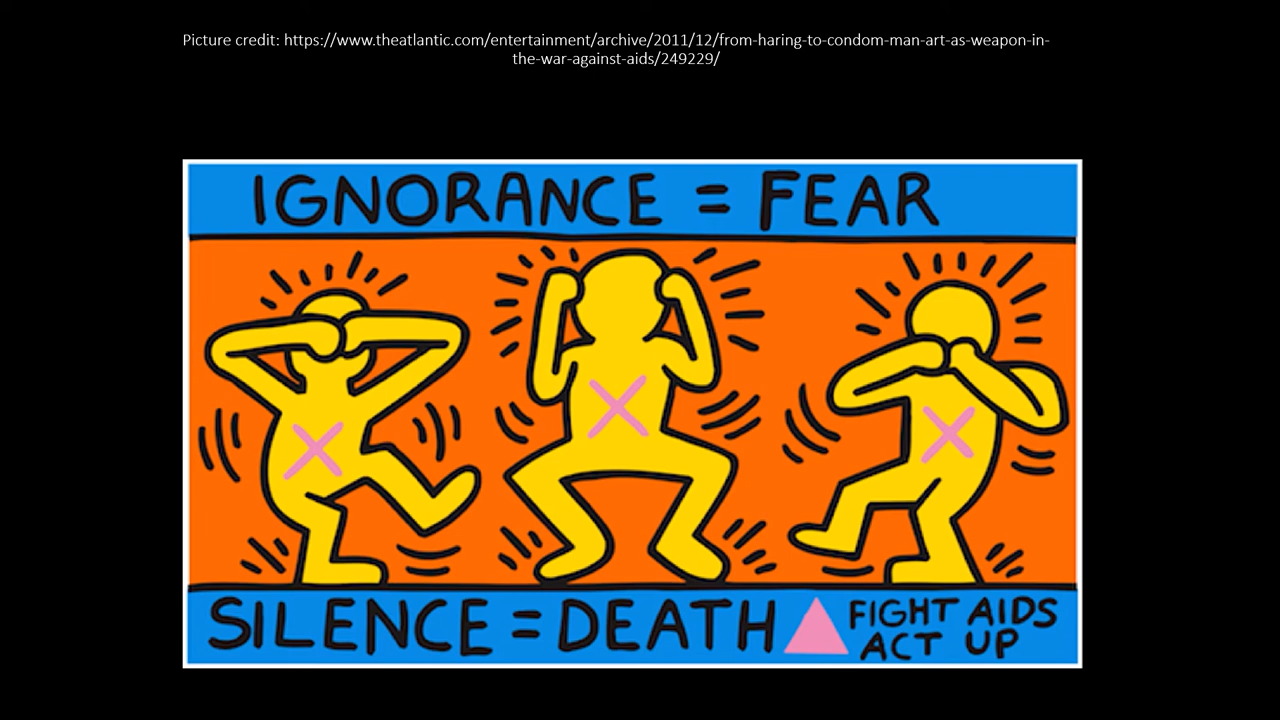 Picture credit: https://www.theatlantic.com/entertainment/archive/2011/12/from-haring-to-condom-man-art-as-weapon-in-
the-war-against-aids/249229/
IGNORANCE = FEAR
SILENCE = DEATH
FIGHT AIDS
ACT UP